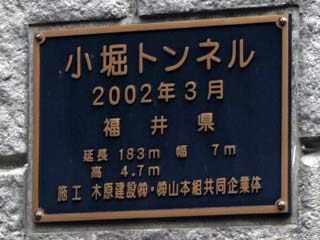 小堀トンネル
2002年3月
福井県
延長 183m 幅 7m
高 4.7m
施工 木原建設㈱・㈱山本組共同企業体